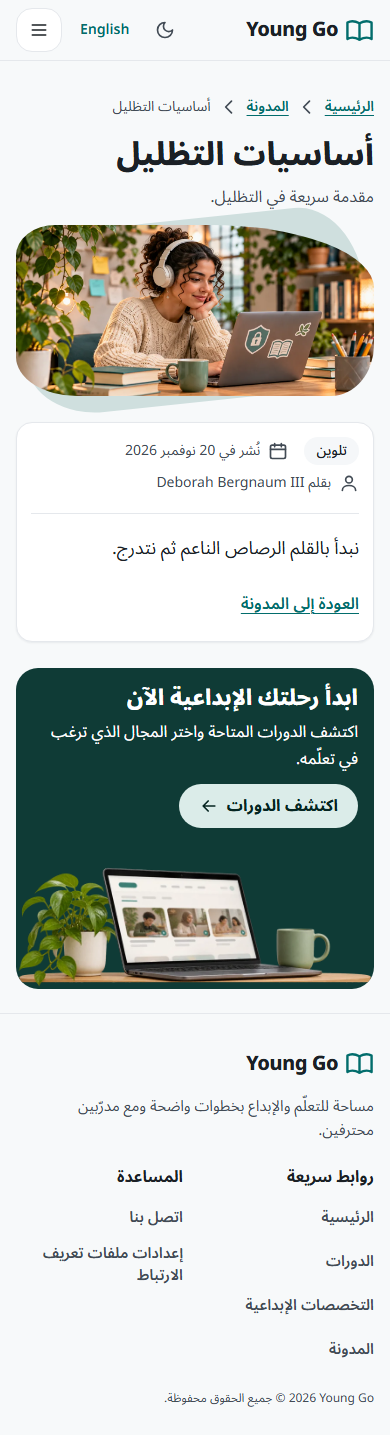 Young Go
English
الرئيسية
المدونة
أساسيات التظليل
أساسيات التظليل
مقدمة سريعة في التظليل.
تلوين
نُشر في 20 نوفمبر 2026
بقلم Deborah Bergnaum III
نبدأ بالقلم الرصاص الناعم ثم نتدرج.
العودة إلى المدونة
ابدأ رحلتك الإبداعية الآن
اكتشف الدورات المتاحة واختر المجال الذي ترغب
في تعلّمه.
اكتشف الدورات
Young Go
مساحة للتعلّم والإبداع بخطوات واضحة ومع مدرّبين
محترفين.
روابط سريعة
الرئيسية
الدورات
التخصصات الإبداعية
المدونة
المساعدة
اتصل بنا
إعدادات ملفات تعريف
الارتباط
Young Go 2026 © جميع الحقوق محفوظة.